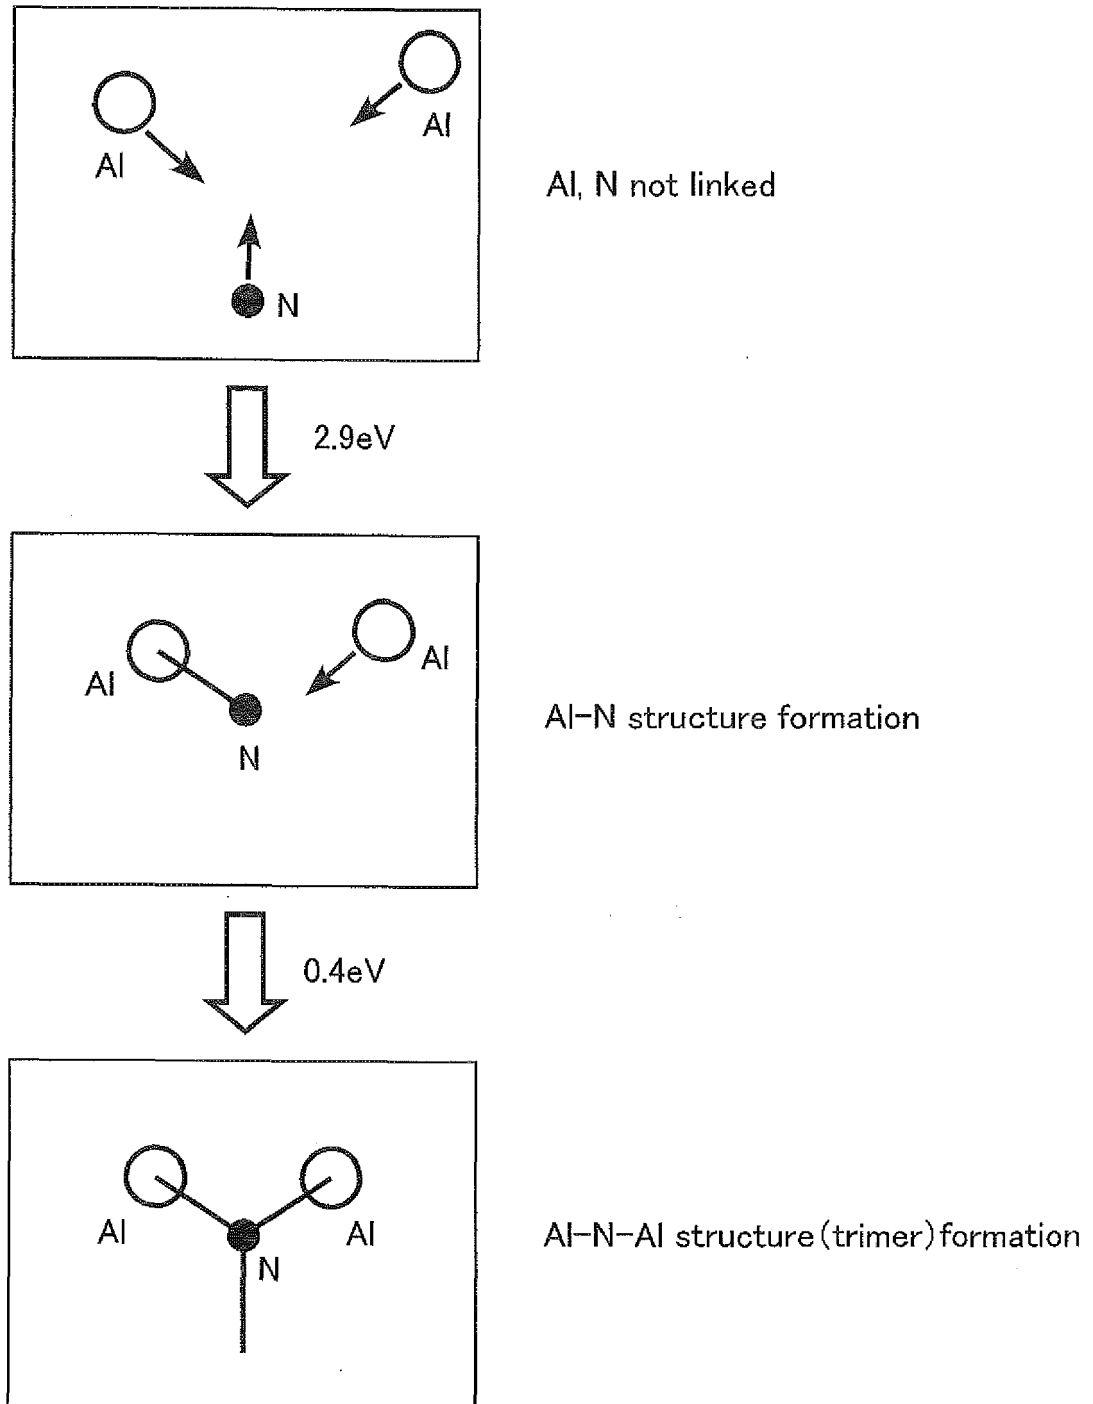 Al
Al
N
Al, N not linked
2.9eV
Al
Al
N
Al-N structure formation
0.4eV
Al
Al
N
Al-N-Al structure(trimer)formation